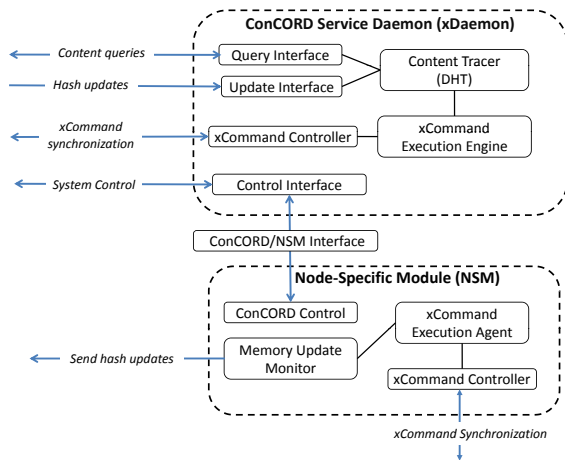 ConCORD Service Daemon (xDaemon)
Content queries
Query Interface
Hash updates
Update Interface
Content Tracer
(DHT)
xCommand
synchronization
xCommand Controller
xCommand
Execution Engine
System Control
Control Interface
ConCORD/NSM Interface
Node-Specific Module (NSM)
ConCORD Control
xCommand
Execution Agent
Send hash updates
Memory Update
Monitor
xCommand Controller
xCommand Synchronization